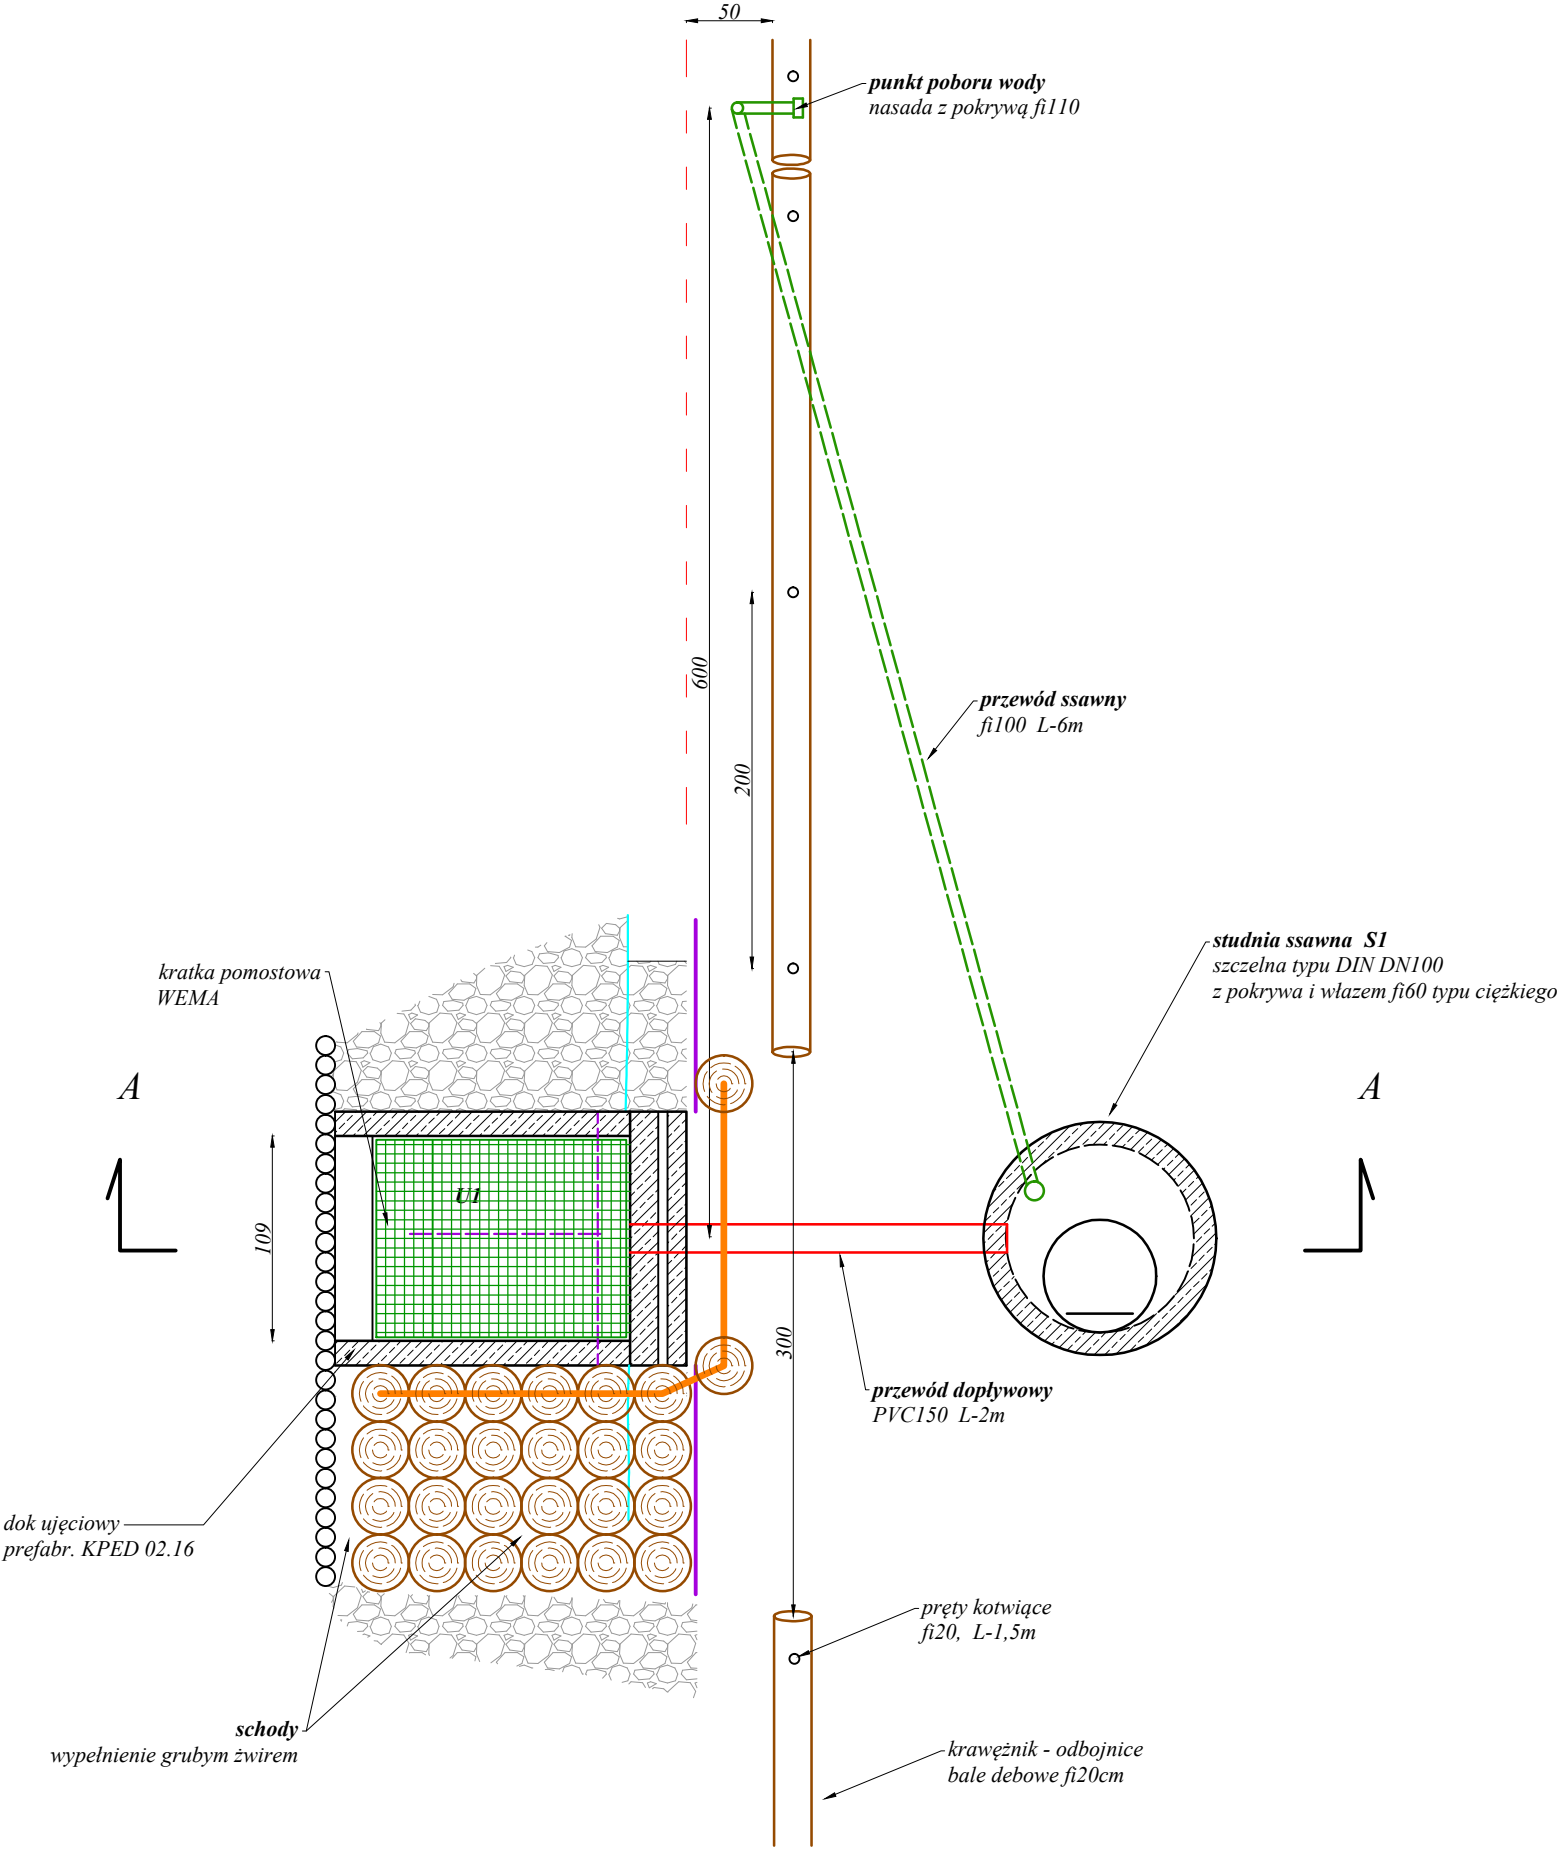 50
punkt poboru wody
nasada z pokrywą fi110
600
200
przewód ssawny
fi100 L-6m
studnia ssawna S1
szczelna typu DIN DN100
z pokrywa i włazem fi60 typu ciężkiego
kratka pomostowa
WEMA
A
A
U1
109
300
przewód dopływowy
PVC150 L-2m
dok ujęciowy
prefabr. KPED 02.16
pręty kotwiące
fi20, L-1,5m
schody
wypełnienie grubym żwirem
krawężnik - odbojnice
bale debowe fi20cm